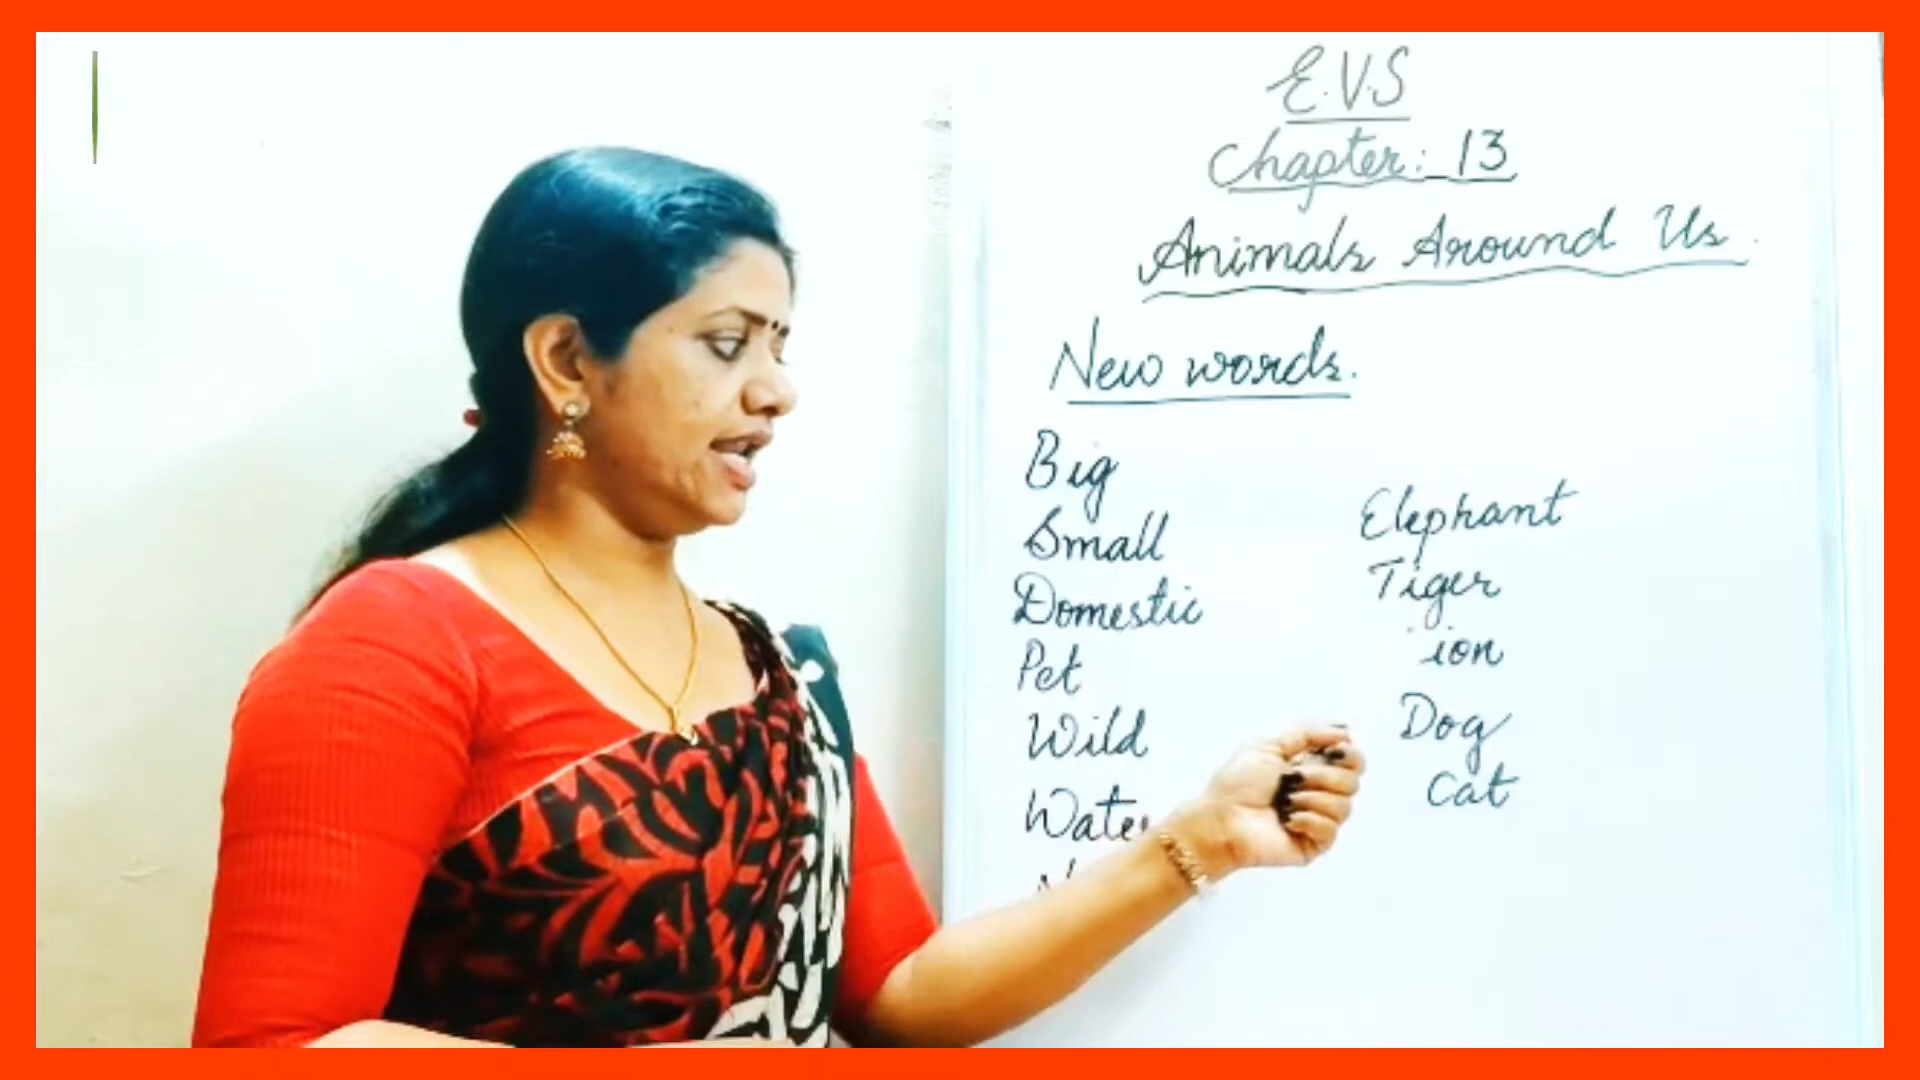 E.V.S
Chapter: 13
Animals Around Us.
New words.
Big
Small
Domestic
Pet
Wild
Wate
Elephant
Tiger
ion
Dog
Cat